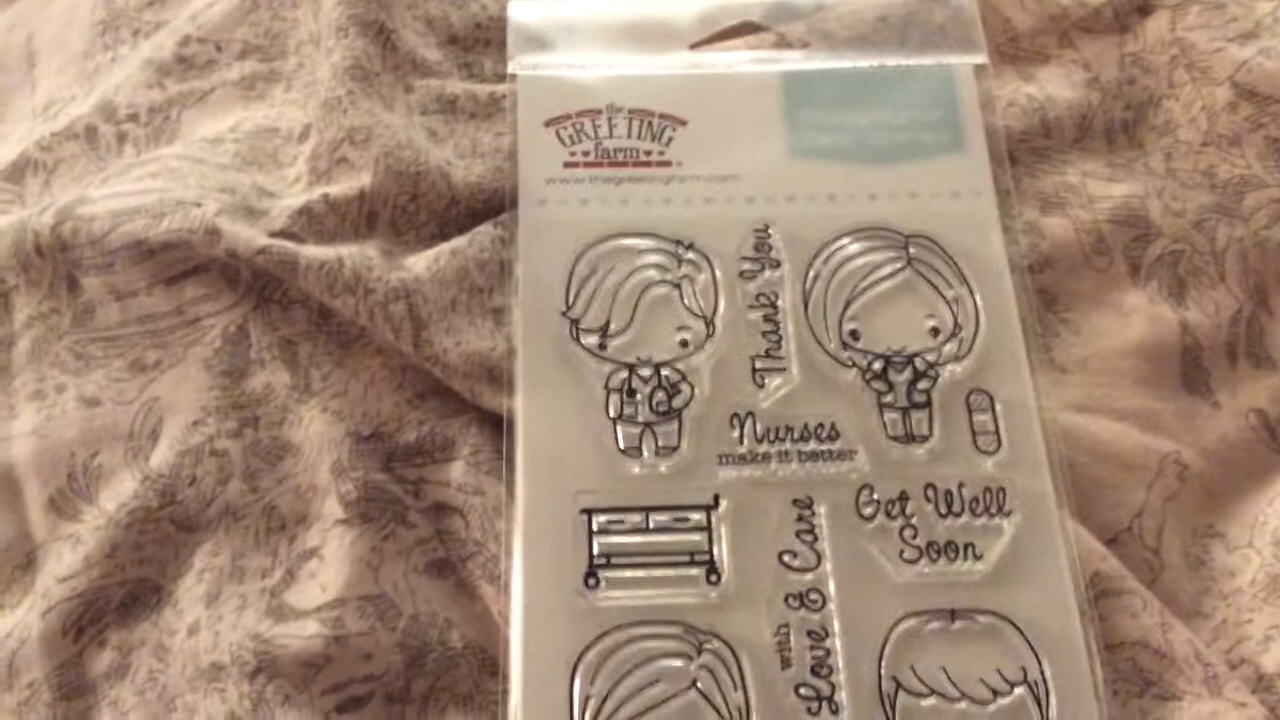 the
GREETING
farm
www.thegreetingfarm.com
Thank You
Nurses
make it better
Get Well
Soon
with
Love & Care